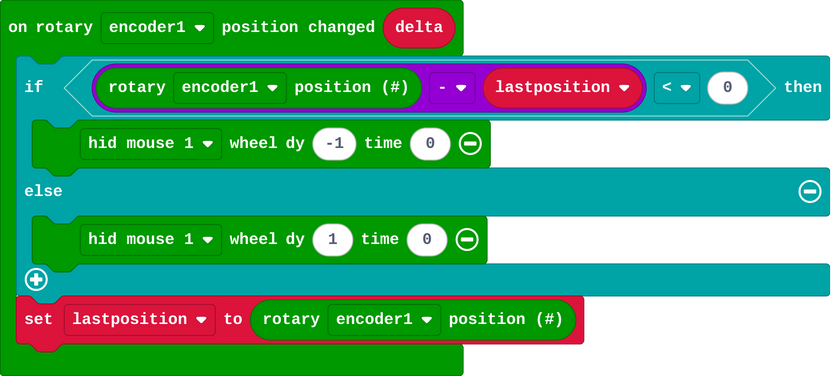 on rotary encoder1 position changed delta
if rotary encoder1 position (#) - lastposition < 0 then
hid mouse 1 wheel dy -1 time 0
else
hid mouse 1 wheel dy 1 time 0
set lastposition to rotary encoder1 position (#)